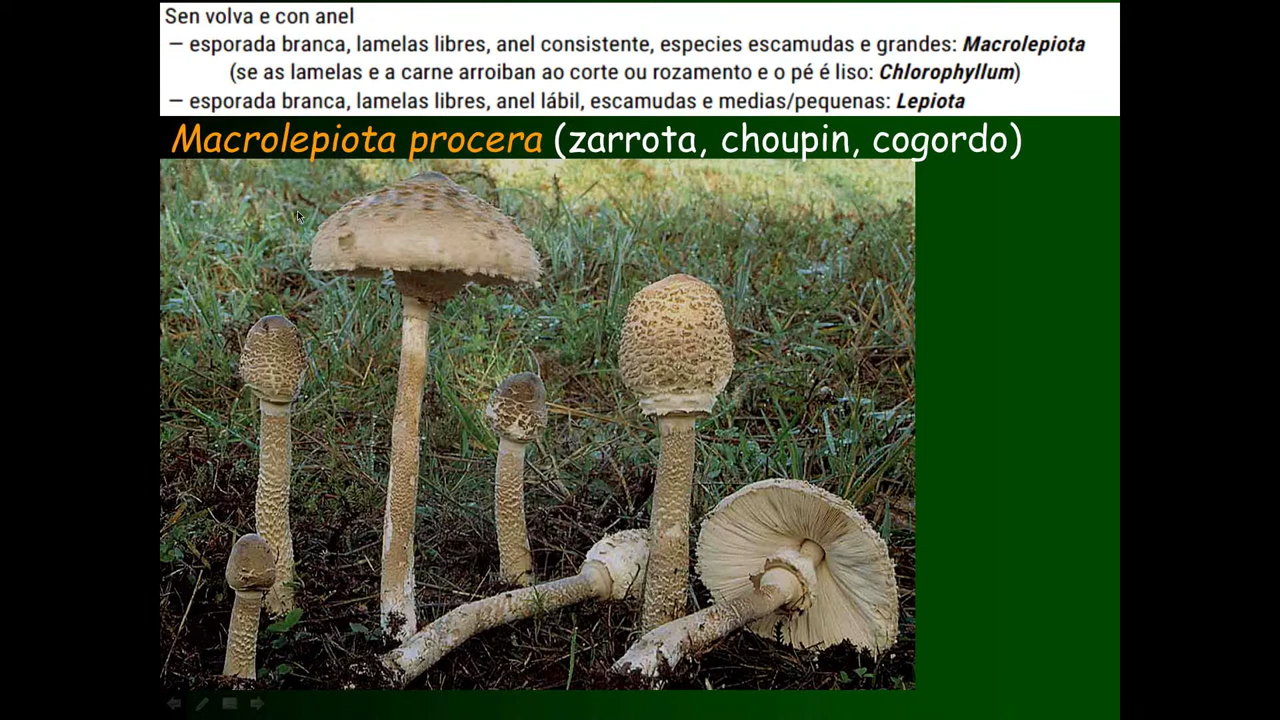 Sen volva e con anel
— esporada branca, lamelas libres, anel consistente, especies escamudas e grandes: Macrolepiota
(se as lamelas e a carne arroiban ao corte ou rozamento e o pé é liso: Chlorophyllum)
— esporada branca, lamelas libres, anel lábil, escamudas e medias/pequenas: Lepiota
Macrolepiota procera (zarrota, choupin, cogordo)